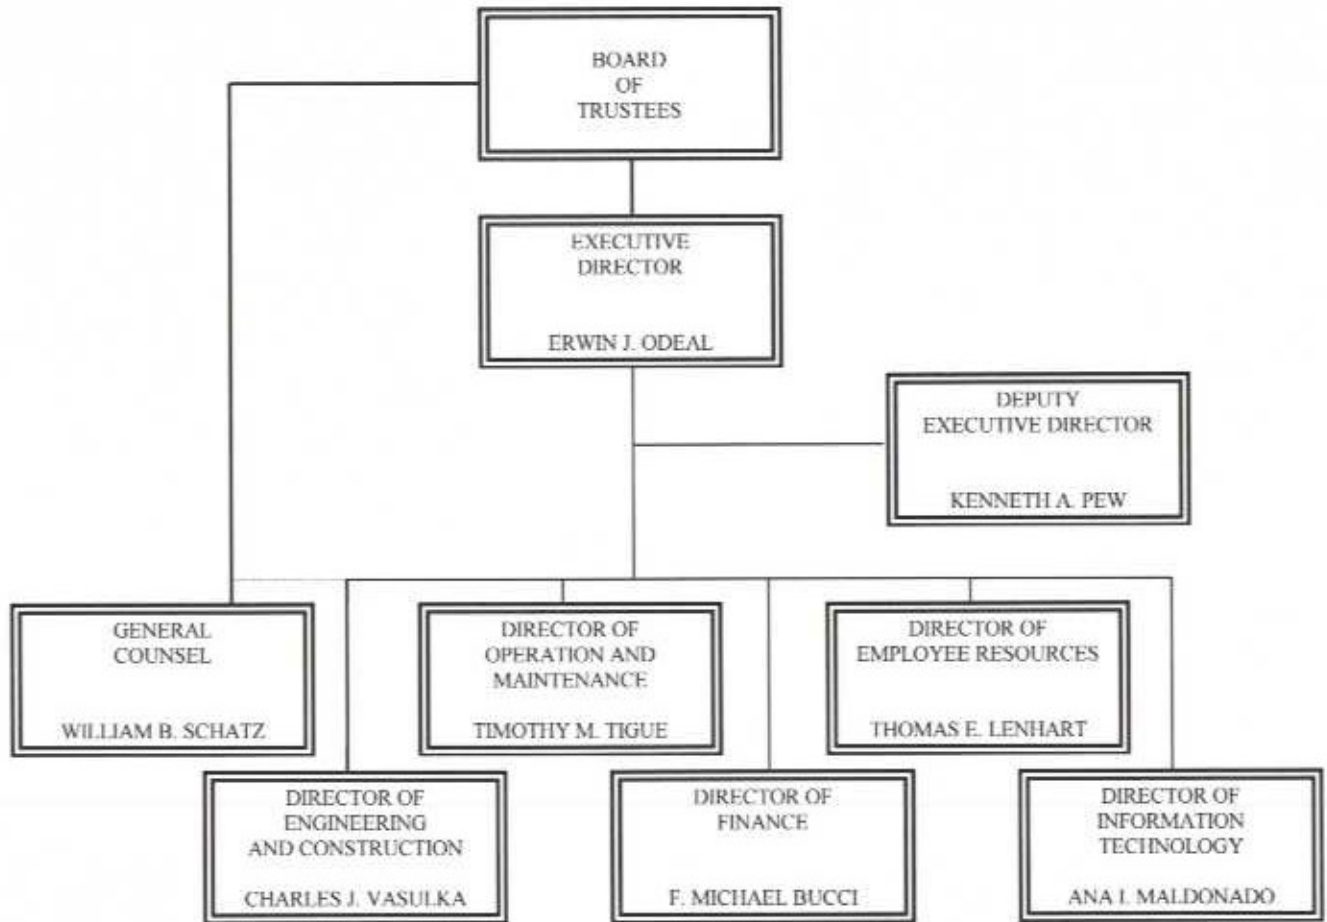 BOARD
OF
TRUSTEES
EXECUTIVE
DIRECTOR
ERWIN J. ODEAL
DEPUTY
EXECUTIVE DIRECTOR
KENNETH A. PEW
GENERAL
COUNSEL
WILLIAM B. SCHATZ
DIRECTOR OF
OPERATION AND
MAINTENANCE
TIMOTHY M. TIGUE
DIRECTOR OF
EMPLOYEE RESOURCES
THOMAS E. LENHART
DIRECTOR OF
ENGINEERING
AND CONSTRUCTION
CHARLES J. VASULKA
DIRECTOR OF
FINANCE
F. MICHAEL BUCCI
DIRECTOR OF
INFORMATION
TECHNOLOGY
ANA I. MALDONADO